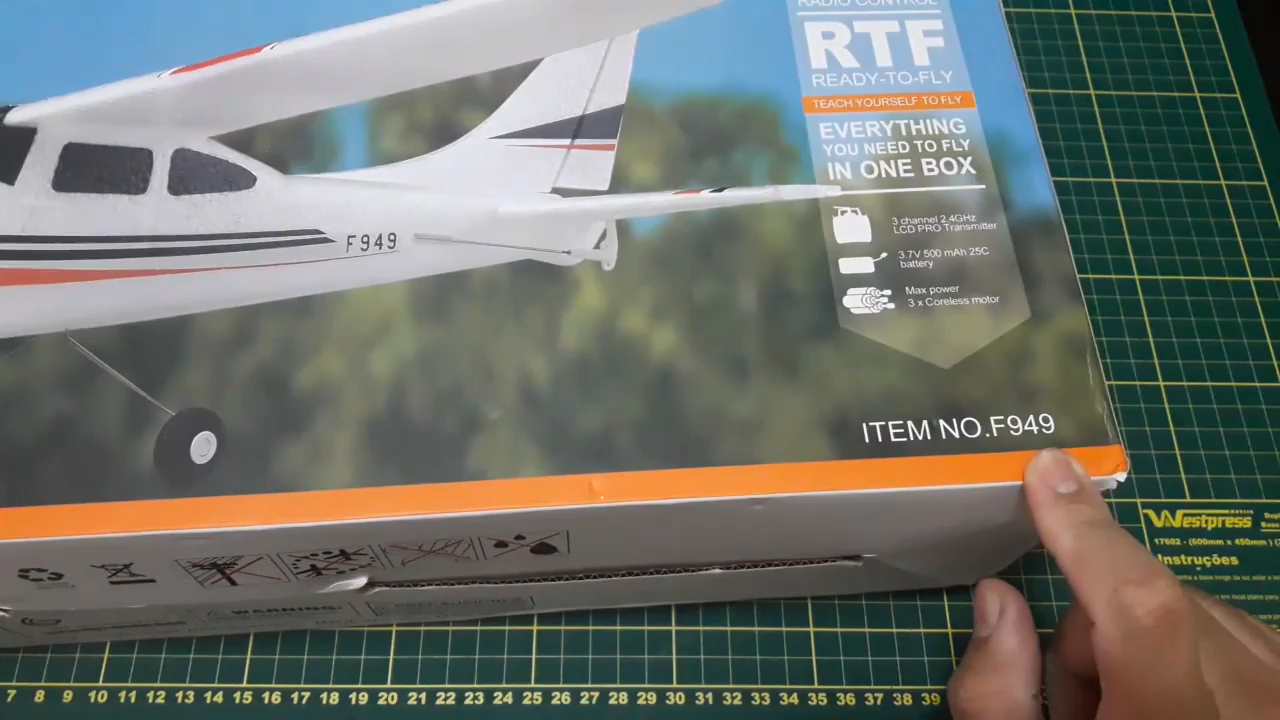 RADIO CONTROL
RTF
READY-TO-FLY
TEACH YOURSELF TO FLY
EVERYTHING
YOU NEED TO FLY
IN ONE BOX
3 channel 2.4GHz
LCD PRO Transmitter
3.7V 500 mAh 25C
battery
Max power
3 x Coreless motor
F949
ITEM NO.F949
WARNING:
Westpress
17602 - (600mm x 450mm)
Instruções
7 8 9 10 11 12 13 14 15 16 17 18 19 20 21 22 23 24 25 26 27 28 29 30 31 32 33 34 35 36 37 38 39